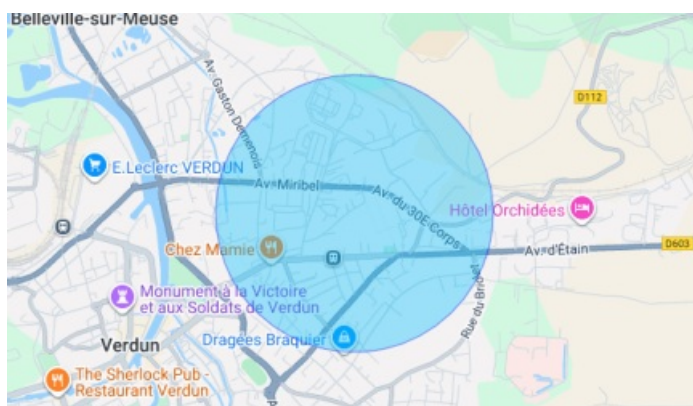 Belleville-sur-Meuse
Av. Gaston Demenois
D112
E.Leclerc VERDUN
Av. Miribel
Av. du 30E Corps
Hôtel Orchidées
Chez Mamie
Av. d'Étain
D603
Monument à la Victoire
et aux Soldats de Verdun
Rue du Brig
Dragées Braquier
Verdun
The Sherlock Pub -
Restaurant Verdun